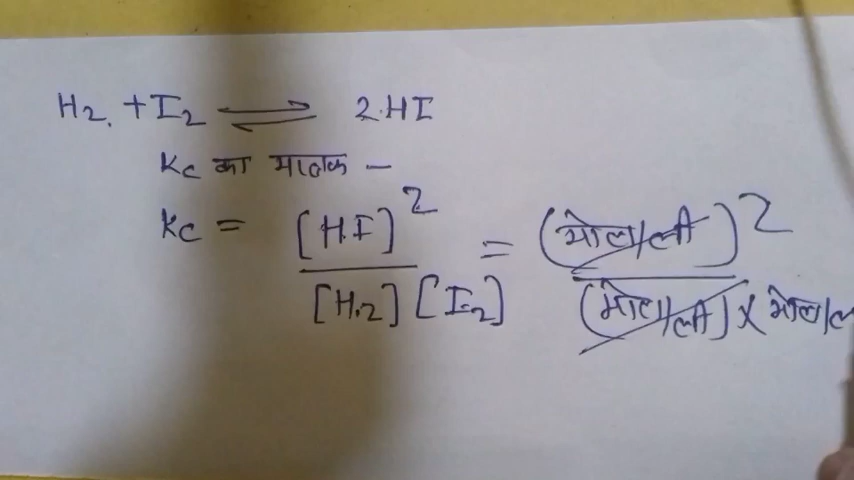 H2 + I2 ⇌ 2HI
Kc का मात्रक –
Kc = [HI]^2 / [H2] [I2] = (मोल/ली)^2 / (मोल/ली) x मोल/ल